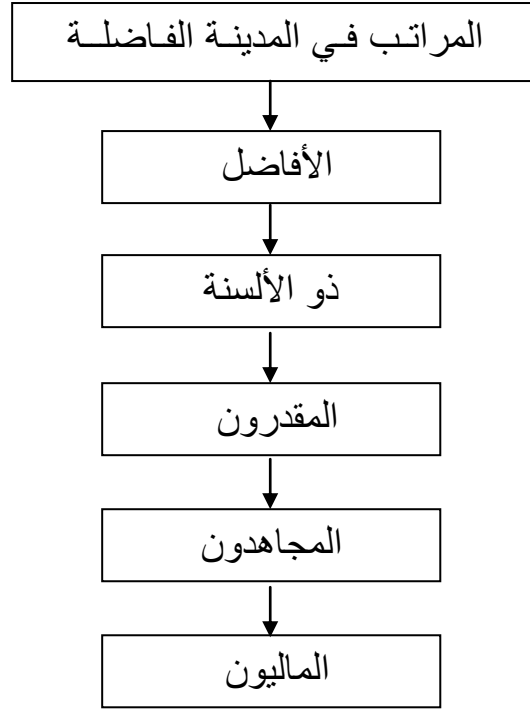 المراتب في المدينة الفاضلة
الأفاضل
ذو الألسنة
المقدرون
المجاهدون
الماليون